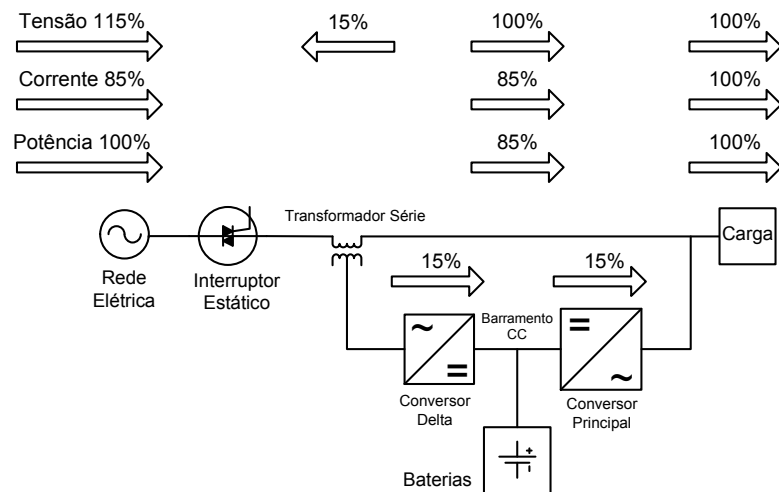 Tensão 115%
15%
100%
100%
Corrente 85%
85%
100%
Potência 100%
85%
100%
Transformador Série
Carga
Rede
Elétrica
Interruptor
Estático
15%
15%
Barramento
CC
Conversor
Delta
Conversor
Principal
Baterias